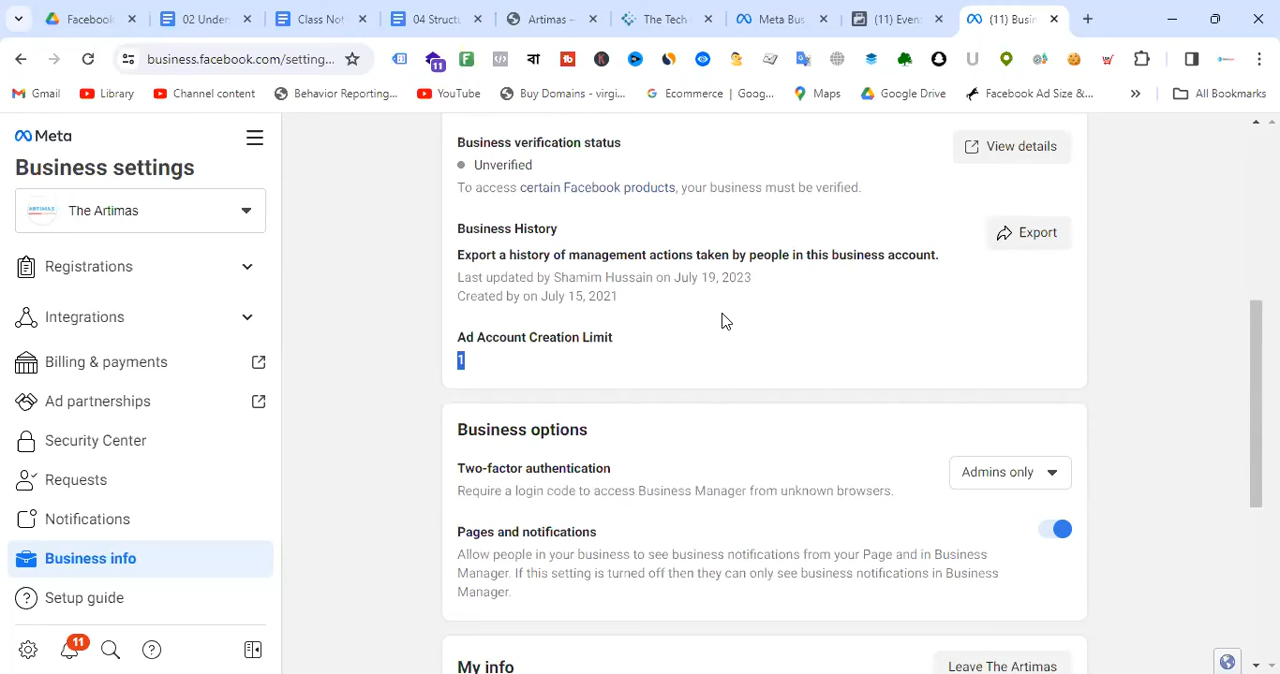 Facebook
02 Under
Class Not
04 Structu
Artimas –
The Tech
Meta Bus
(11) Even
(11) Busin
business.facebook.com/setting...
11
বা
Gmail
Library
Channel content
Behavior Reporting...
YouTube
Buy Domains - virgi...
Ecommerce | Goog...
Maps
Google Drive
Facebook Ad Size &...
All Bookmarks
Meta
Business settings
ARTIMAS
The Artimas
Registrations
Integrations
Billing & payments
Ad partnerships
Security Center
Requests
Notifications
Business info
Setup guide
11
Business verification status
View details
Unverified
To access certain Facebook products, your business must be verified.
Business History
Export
Export a history of management actions taken by people in this business account.
Last updated by Shamim Hussain on July 19, 2023
Created by on July 15, 2021
Ad Account Creation Limit
1
Business options
Two-factor authentication
Admins only
Require a login code to access Business Manager from unknown browsers.
Pages and notifications
Allow people in your business to see business notifications from your Page and in Business
Manager. If this setting is turned off then they can only see business notifications in Business
Manager.
My info
Leave The Artimas